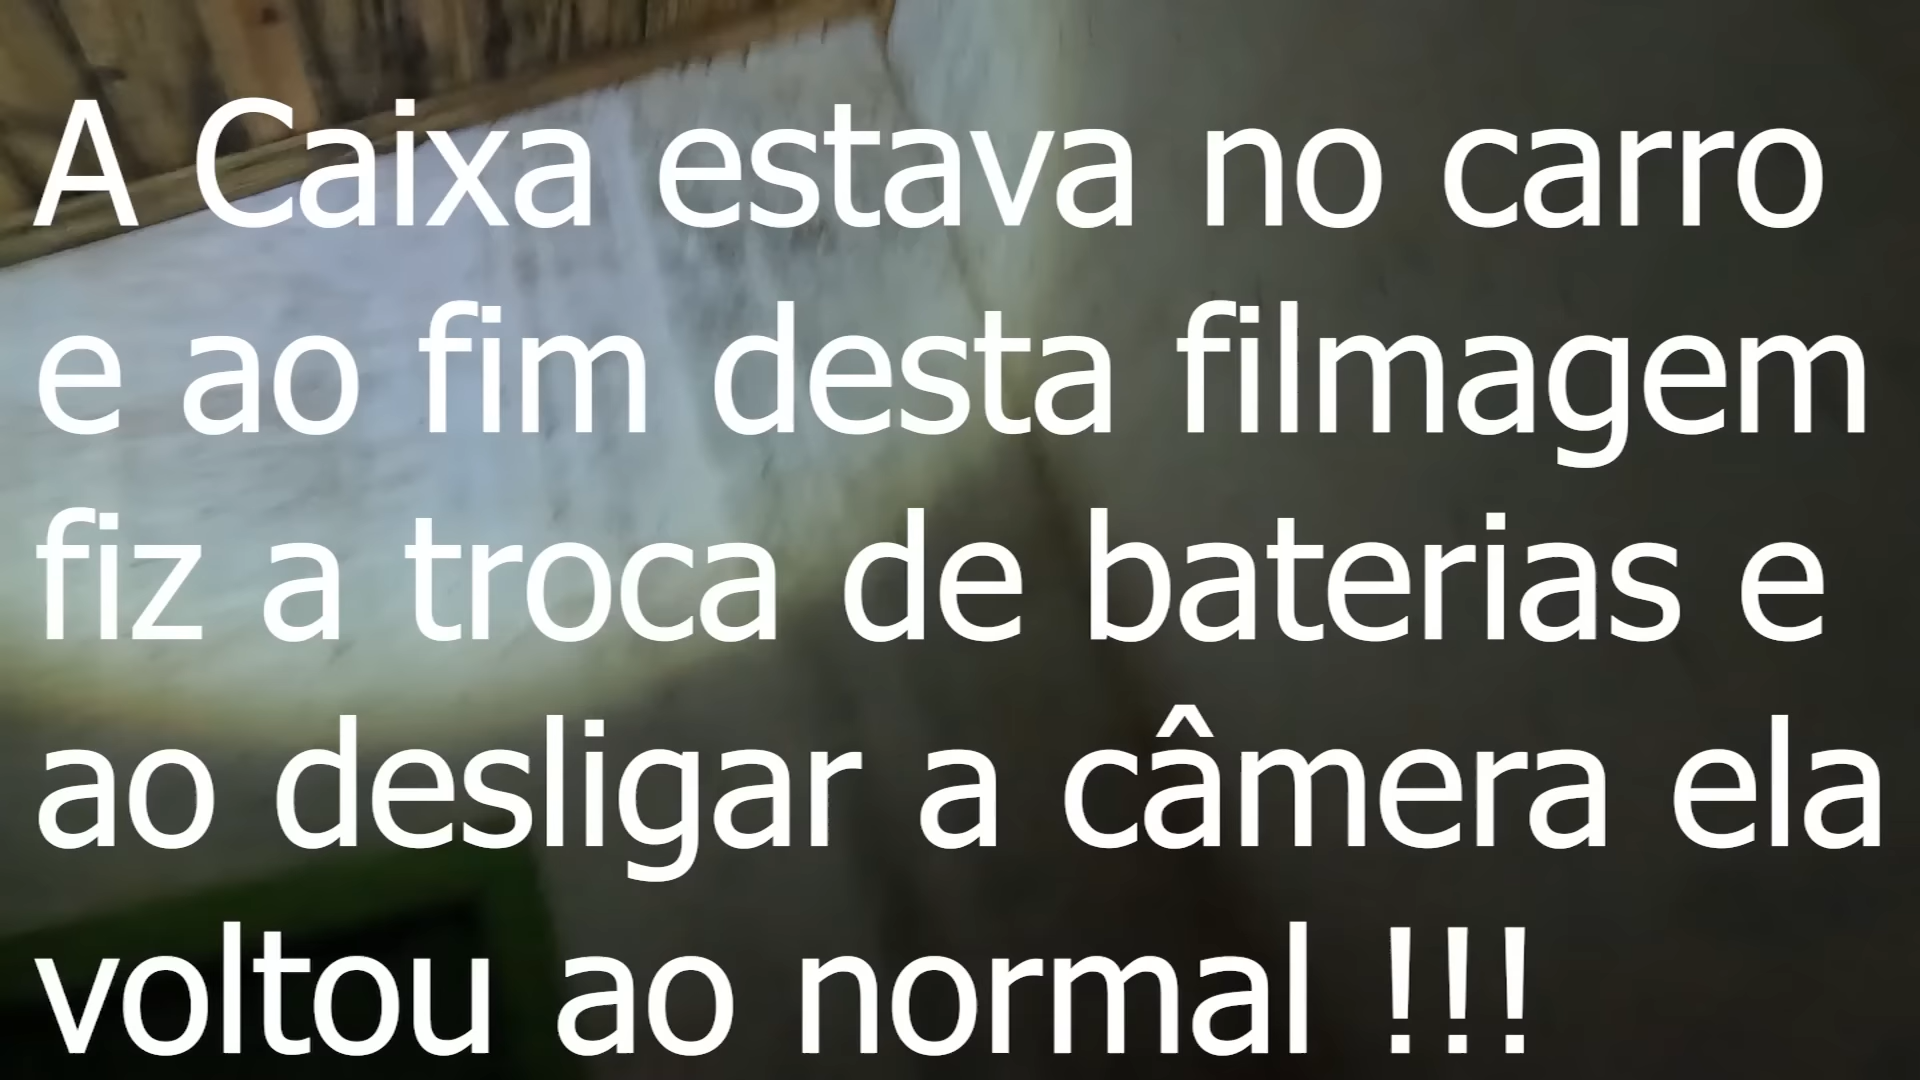 A Caixa estava no carro
e ao fim desta filmagem
fiz a troca de baterias e
ao desligar a câmera ela
voltou ao normal !!!